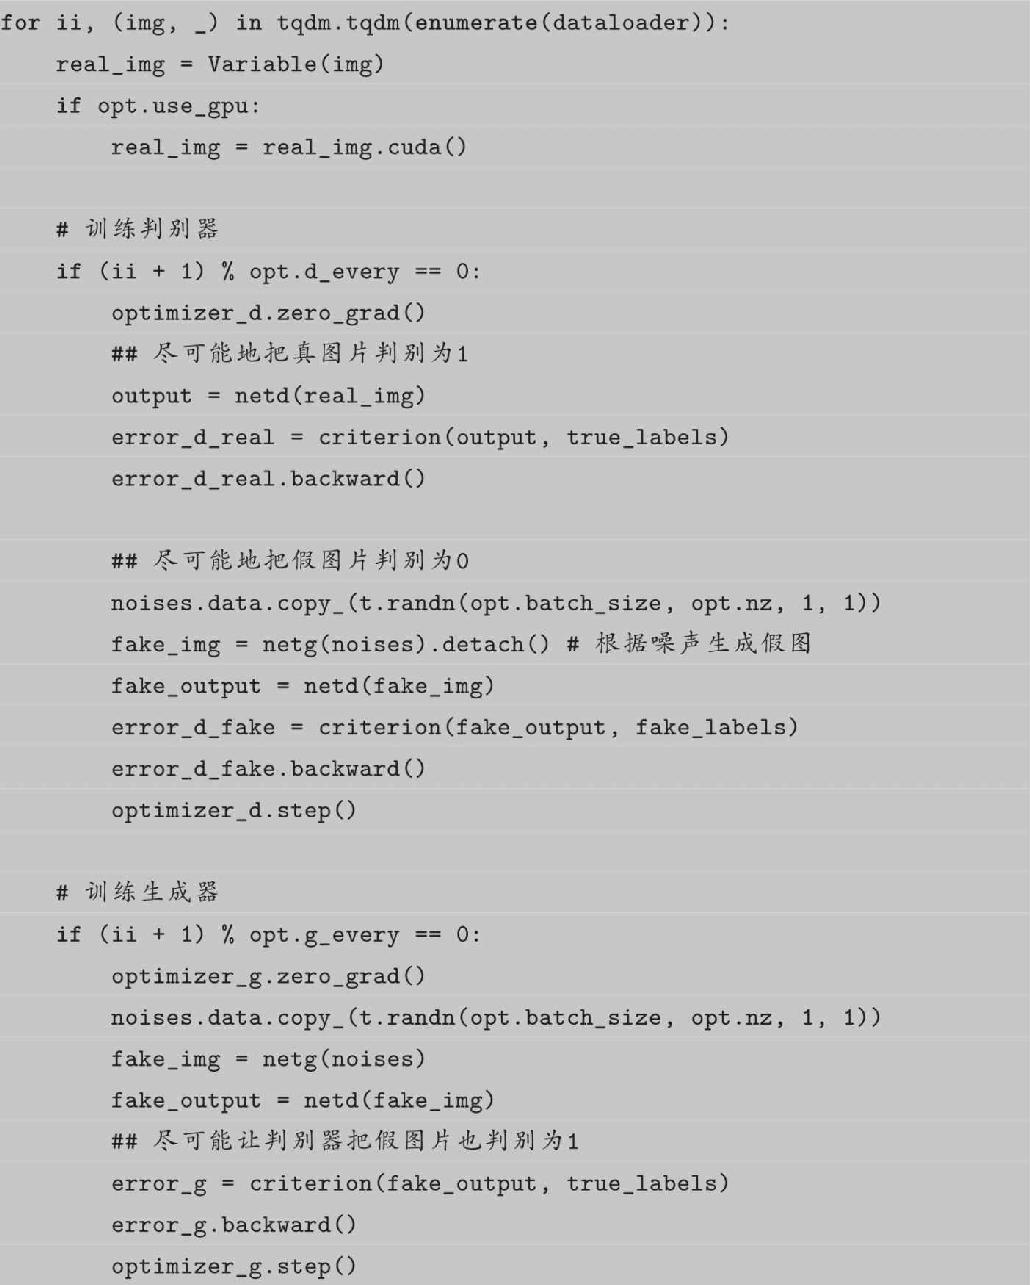 for ii, (img, _) in tqdm.tqdm(enumerate(dataloader)):
    real_img = Variable(img)
    if opt.use_gpu:
        real_img = real_img.cuda()

    # 训练判别器
    if (ii + 1) % opt.d_every == 0:
        optimizer_d.zero_grad()
        ## 尽可能地把真图片判别为1
        output = netd(real_img)
        error_d_real = criterion(output, true_labels)
        error_d_real.backward()

        ## 尽可能地把假图片判别为0
        noises.data.copy_(t.randn(opt.batch_size, opt.nz, 1, 1))
        fake_img = netg(noises).detach() # 根据噪声生成假图
        fake_output = netd(fake_img)
        error_d_fake = criterion(fake_output, fake_labels)
        error_d_fake.backward()
        optimizer_d.step()

    # 训练生成器
    if (ii + 1) % opt.g_every == 0:
        optimizer_g.zero_grad()
        noises.data.copy_(t.randn(opt.batch_size, opt.nz, 1, 1))
        fake_img = netg(noises)
        fake_output = netd(fake_img)
        ## 尽可能让判别器把假图片也判别为1
        error_g = criterion(fake_output, true_labels)
        error_g.backward()
        optimizer_g.step()